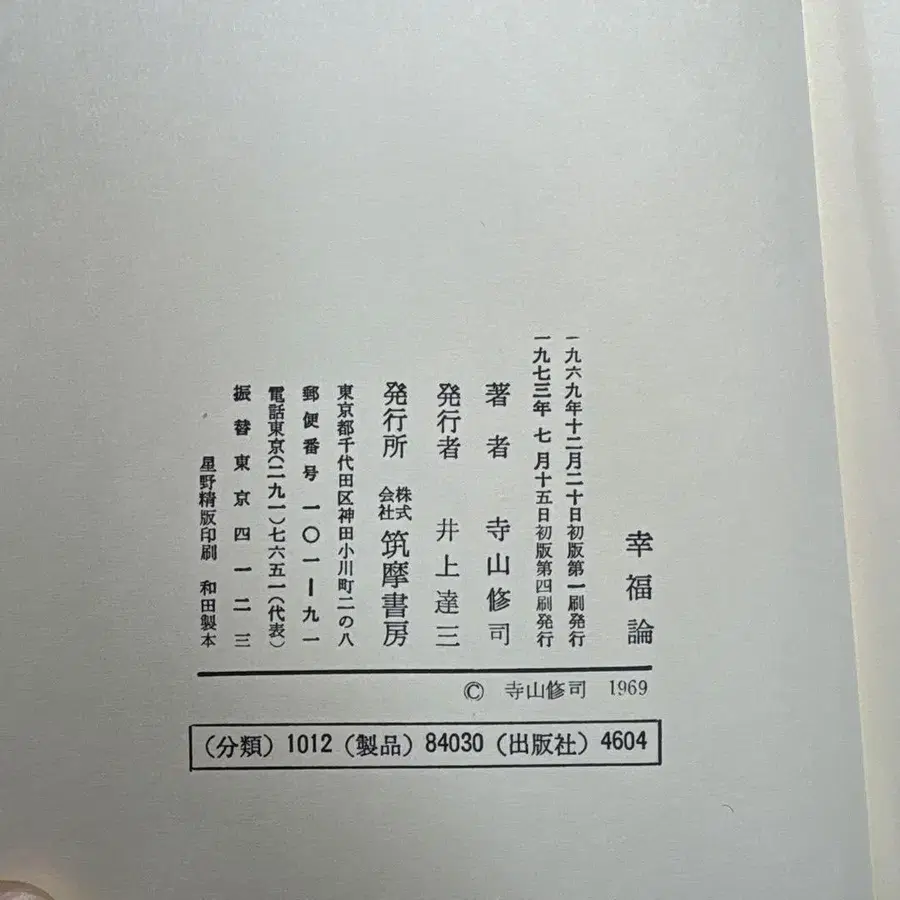 幸福論
一九六九年十二月二十日初版第一刷発行
一九七三年 七 月十五日初版第四刷発行
著者 寺山修司
発行者 井上達三
発行所 株式会社 筑摩書房
東京都千代田区神田小川町二の八
郵便番号 一〇一—九一
電話東京(二九一)七六五一(代表)
振替東京四一二三
星野精版印刷 和田製本
© 寺山修司 1969
(分類) 1012 (製品) 84030 (出版社) 4604